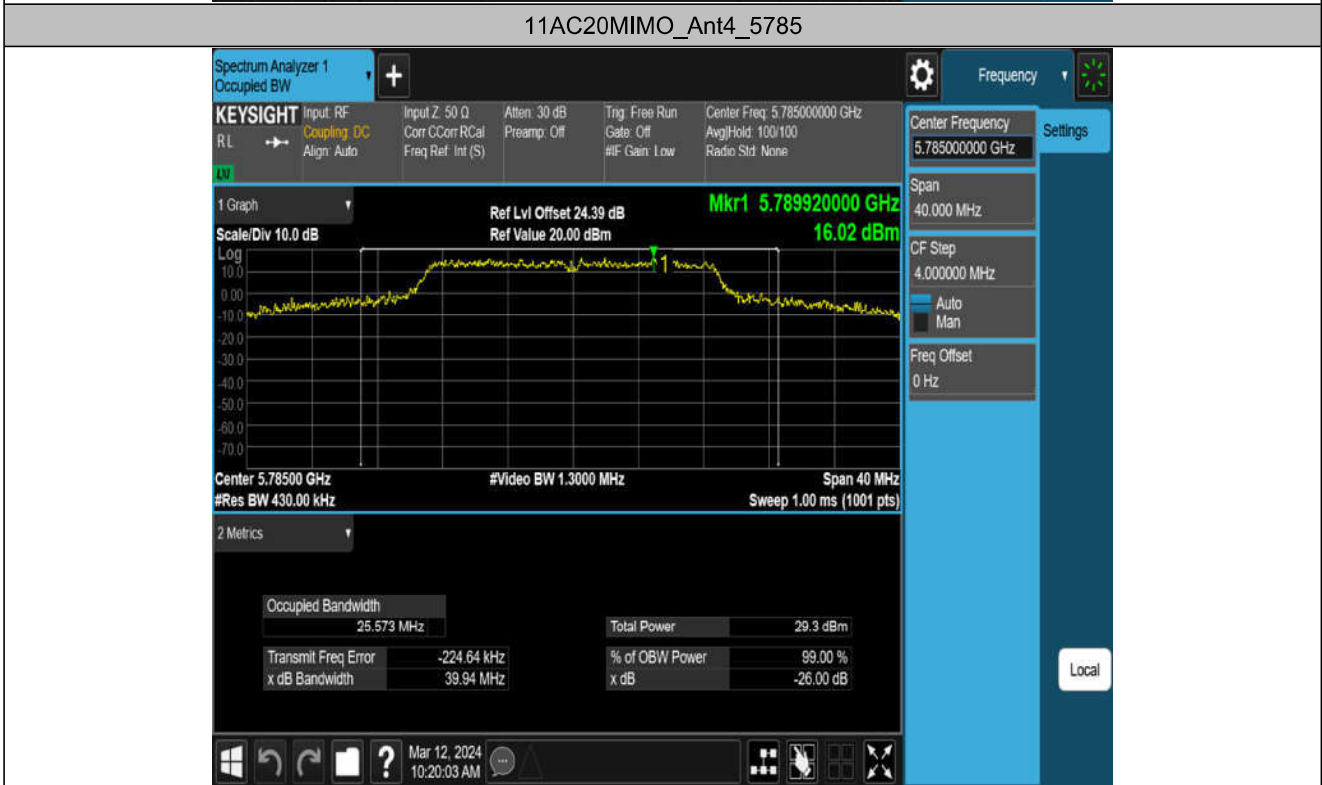 11AC20MIMO_Ant4_5785
Spectrum Analyzer 1
Occupied BW
+
Frequency
KEYSIGHT
RL
LXI
Input: RF
Coupling: DC
Align: Auto
Input Z: 50 Ω
Corr CCorr RCal
Freq Ref: Int (S)
Atten: 30 dB
Preamp: Off
Trig: Free Run
Gate: Off
#IF Gain: Low
Center Freq: 5.785000000 GHz
Avg|Hold: 100/100
Radio Std: None
Center Frequency
5.785000000 GHz
Settings
Span
40.000 MHz
CF Step
4.000000 MHz
Auto
Man
Freq Offset
0 Hz
1 Graph
Scale/Div 10.0 dB
Ref Lvl Offset 24.39 dB
Ref Value 20.00 dBm
Mkr1 5.789920000 GHz
16.02 dBm
Log
10.0
0.00
-10.0
-20.0
-30.0
-40.0
-50.0
-60.0
-70.0
1
Center 5.78500 GHz
#Video BW 1.3000 MHz
Span 40 MHz
#Res BW 430.00 kHz
Sweep 1.00 ms (1001 pts)
2 Metrics
Occupied Bandwidth
25.573 MHz
Total Power 29.3 dBm
Transmit Freq Error -224.64 kHz
% of OBW Power 99.00 %
x dB Bandwidth 39.94 MHz
x dB -26.00 dB
Local
?
Mar 12, 2024
10:20:03 AM